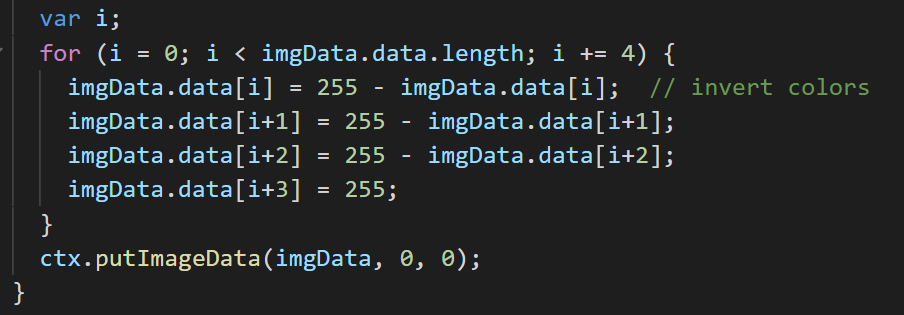 var i;
for (i = 0; i < imgData.data.length; i += 4) {
imgData.data[i] = 255 - imgData.data[i];  // invert colors
imgData.data[i+1] = 255 - imgData.data[i+1];
imgData.data[i+2] = 255 - imgData.data[i+2];
imgData.data[i+3] = 255;
}
ctx.putImageData(imgData, 0, 0);
}